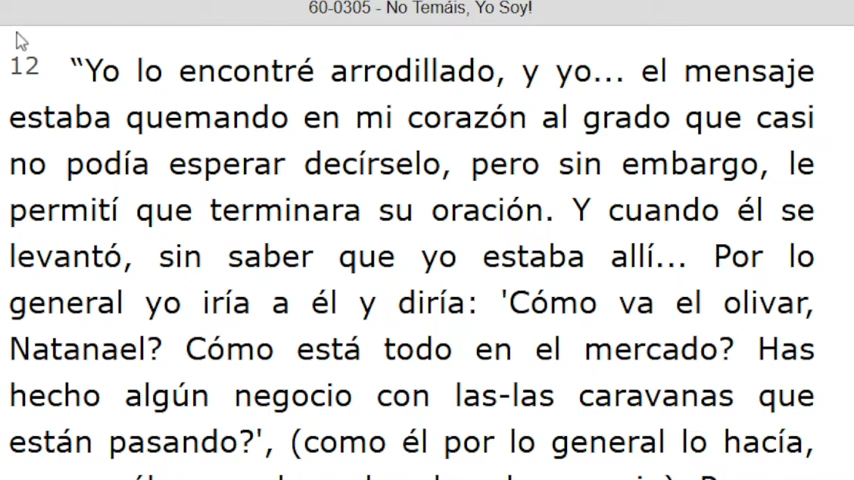 60-0305 - No Temáis, Yo Soy!
12 “Yo lo encontré arrodillado, y yo... el mensaje
estaba quemando en mi corazón al grado que casi
no podía esperar decírselo, pero sin embargo, le
permití que terminara su oración. Y cuando él se
levantó, sin saber que yo estaba allí... Por lo
general yo iría a él y diría: 'Cómo va el olivar,
Natanael? Cómo está todo en el mercado? Has
hecho algún negocio con las-las caravanas que
están pasando?', (como él por lo general lo hacía,